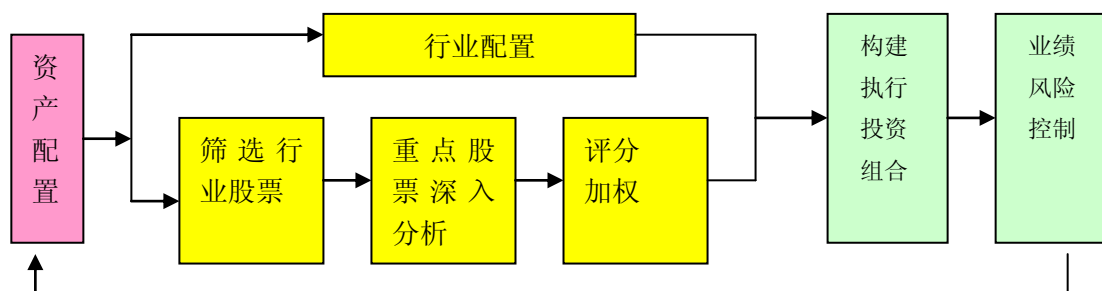 资
产
配
置
行业配置
筛选行
业股票
重点股
票深入
分析
评分
加权
构建
执行
投资
组合
业绩
风险
控制